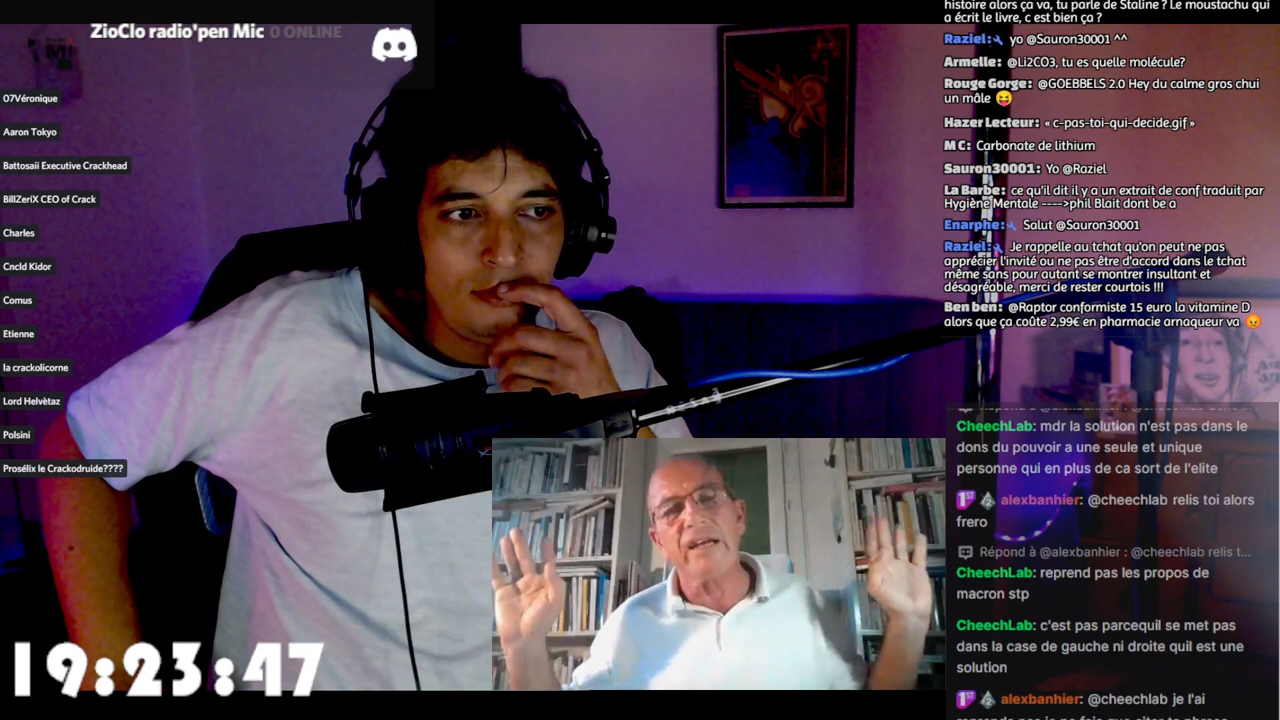 ZioClo radio'pen Mic 0 ONLINE
07Véronique
Aaron Tokyo
Battosaii Executive Crackhead
BillZeriX CEO of Crack
Charles
Cncld Kidor
Comus
Etienne
la crackolicorne
Lord Helvètaz
Polsini
Prosélix le Crackodruide????
19:23:47
histoire alors ça va, tu parle de Staline ? Le moustachu qui
a écrit le livre, c est bien ça ?
Raziel: yo @Sauron30001 ^^
Armelle: @Li2CO3, tu es quelle molécule?
Rouge Gorge: @GOEBBELS 2.0 Hey du calme gros chui
un mâle 😝
Hazer Lecteur: « c-pas-toi-qui-decide.gif »
M C: Carbonate de lithium
Sauron30001: Yo @Raziel
La Barbe: ce qu'il dit il y a un extrait de conf traduit par
Hygiène Mentale ---->phil Blait dont be a
Enarphe: Salut @Sauron30001
Raziel: Je rappelle au tchat qu'on peut ne pas
apprécier l'invité ou ne pas être d'accord dans le tchat
même sans pour autant se montrer insultant et
désagréable, merci de rester courtois !!!
Ben ben: @Raptor conformiste 15 euro la vitamine D
alors que ça coûte 2,99€ en pharmacie arnaqueur va 😡
CheechLab: mdr la solution n'est pas dans le
dons du pouvoir a une seule et unique
personne qui en plus de ca sort de l'elite
1ST 2 alexbanhier: @cheechlab relis toi alors
frero
Répond à @alexbanhier : @cheechlab relis t...
CheechLab: reprend pas les propos de
macron stp
CheechLab: c'est pas parcequil se met pas
dans la case de gauche ni droite quil est une
solution
1ST 2 alexbanhier: @cheechlab je l'ai